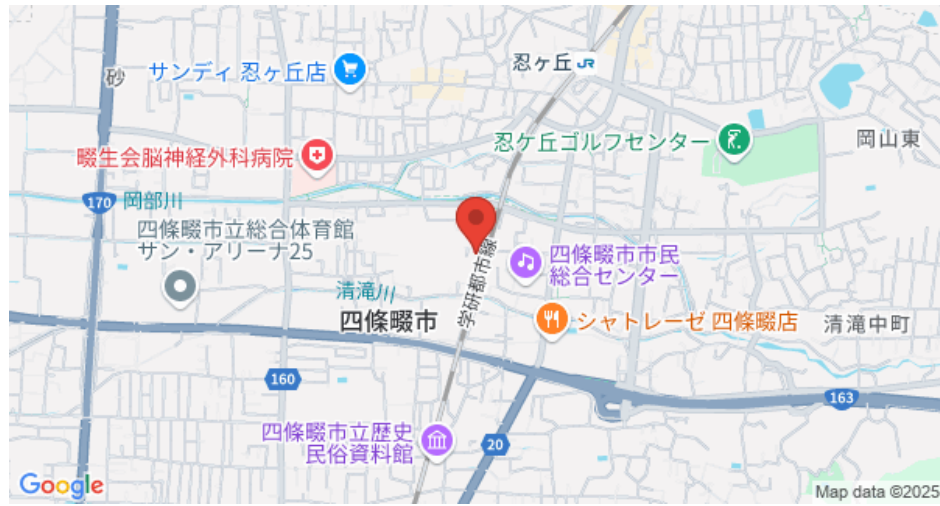 忍ヶ丘 JR
サンディ 忍ヶ丘店
砂
忍ケ丘ゴルフセンター
岡山東
畷生会脳神経外科病院
170
岡部川
四條畷市立総合体育館
サン・アリーナ25
四條畷市市民
総合センター
学研都市線
清滝川
四條畷市
シャトレーゼ 四條畷店
清滝中町
160
163
四條畷市立歴史
民俗資料館
20
Google
Map data ©2025